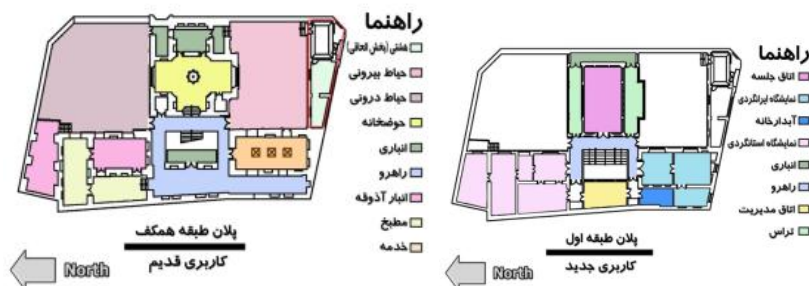 راهنما
هشتی (بخش الحاقی)
حیاط بیرونی
حیاط درونی
حوضخانه
انباری
راهرو
انبار آذوقه
مطبخ
خدمه
پلان طبقه همکف
کاربری قدیم
North
راهنما
اتاق جلسه
نمایشگاه ایرانگردی
آبدارخانه
نمایشگاه استانگردی
انباری
راهرو
اتاق مدیریت
تراس
پلان طبقه اول
کاربری جدید
North